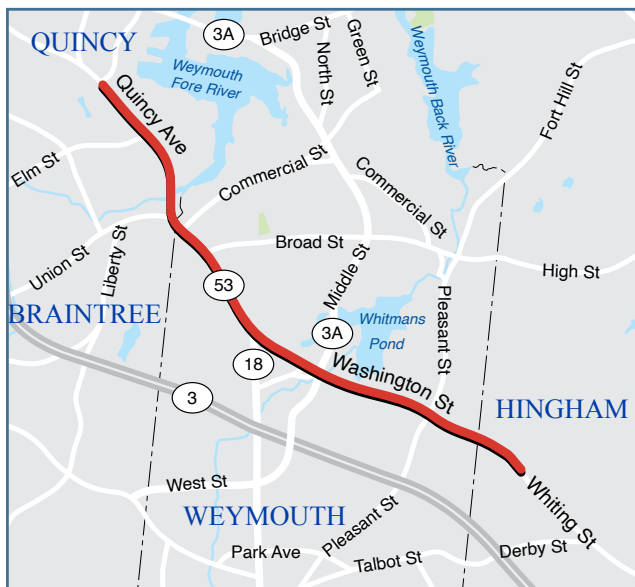 QUINCY
3A
Bridge St
Green St
North St
Weymouth
Fore River
Weymouth Back River
Fort Hill St
Quincy Ave
Elm St
Commercial St
Commercial St
Broad St
High St
Union St
Liberty St
53
Middle St
Pleasant St
BRAINTREE
Whitmans
Pond
3A
18
Washington St
3
HINGHAM
West St
Whiting St
WEYMOUTH
Pleasant St
Park Ave
Talbot St
Derby St